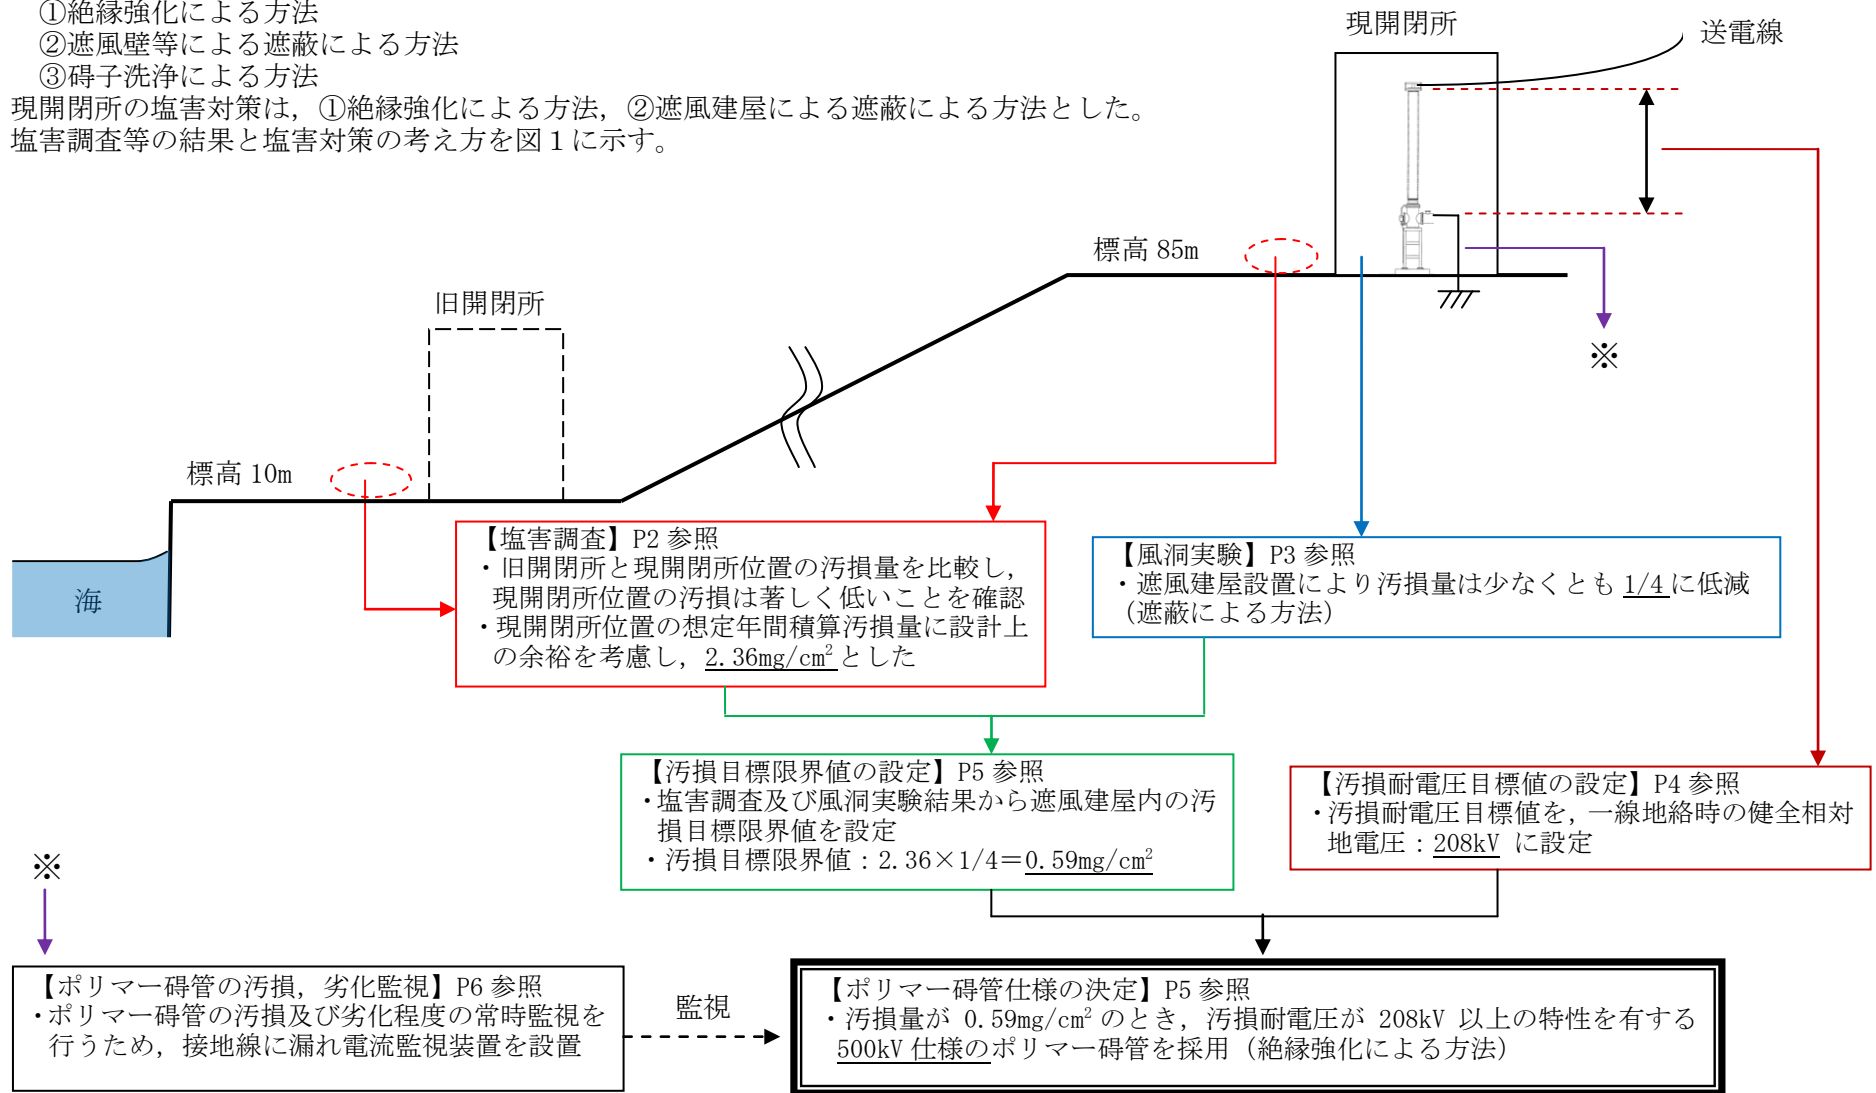 ①絶縁強化による方法
②遮風壁等による遮蔽による方法
③碍子洗浄による方法
現開閉所の塩害対策は，①絶縁強化による方法，②遮風建屋による遮蔽による方法とした。
塩害調査等の結果と塩害対策の考え方を図１に示す。
現開閉所
送電線
標高 85m
旧開閉所
※
標高 10m
海
【塩害調査】P2 参照
・旧開閉所と現開閉所位置の汚損量を比較し，
現開閉所位置の汚損は著しく低いことを確認
・現開閉所位置の想定年間積算汚損量に設計上
の余裕を考慮し，2.36mg/cm²とした
【風洞実験】P3 参照
・遮風建屋設置により汚損量は少なくとも 1/4 に低減
（遮蔽による方法）
【汚損目標限界値の設定】P5 参照
・塩害調査及び風洞実験結果から遮風建屋内の汚
損目標限界値を設定
・汚損目標限界値：2.36×1/4＝0.59mg/cm²
【汚損耐電圧目標値の設定】P4 参照
・汚損耐電圧目標値を，一線地絡時の健全相対
地電圧：208kV に設定
※
【ポリマー碍管の汚損，劣化監視】P6 参照
・ポリマー碍管の汚損及び劣化程度の常時監視を
行うため，接地線に漏れ電流監視装置を設置
監視
【ポリマー碍管仕様の決定】P5 参照
・汚損量が 0.59mg/cm² のとき，汚損耐電圧が 208kV 以上の特性を有する
500kV 仕様のポリマー碍管を採用（絶縁強化による方法）